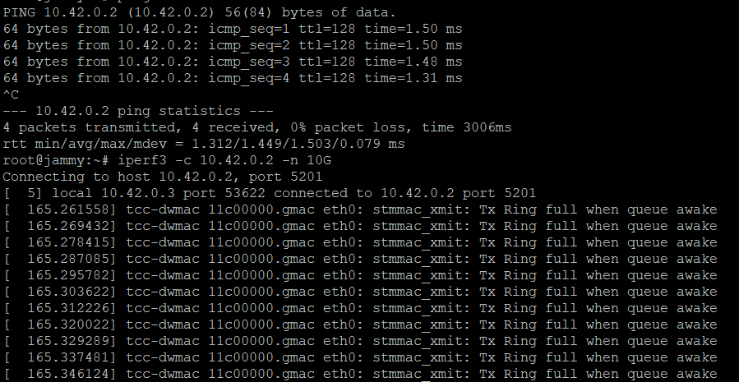 PING 10.42.0.2 (10.42.0.2) 56(84) bytes of data.
64 bytes from 10.42.0.2: icmp_seq=1 ttl=128 time=1.50 ms
64 bytes from 10.42.0.2: icmp_seq=2 ttl=128 time=1.50 ms
64 bytes from 10.42.0.2: icmp_seq=3 ttl=128 time=1.48 ms
64 bytes from 10.42.0.2: icmp_seq=4 ttl=128 time=1.31 ms
^C
--- 10.42.0.2 ping statistics ---
4 packets transmitted, 4 received, 0% packet loss, time 3006ms
rtt min/avg/max/mdev = 1.312/1.449/1.503/0.079 ms
root@jammy:~# iperf3 -c 10.42.0.2 -n 10G
Connecting to host 10.42.0.2, port 5201
[  5] local 10.42.0.3 port 53622 connected to 10.42.0.2 port 5201
[  165.261558] tcc-dwmac 11c00000.gmac eth0: stmmac_xmit: Tx Ring full when queue awake
[  165.269432] tcc-dwmac 11c00000.gmac eth0: stmmac_xmit: Tx Ring full when queue awake
[  165.278415] tcc-dwmac 11c00000.gmac eth0: stmmac_xmit: Tx Ring full when queue awake
[  165.287085] tcc-dwmac 11c00000.gmac eth0: stmmac_xmit: Tx Ring full when queue awake
[  165.295782] tcc-dwmac 11c00000.gmac eth0: stmmac_xmit: Tx Ring full when queue awake
[  165.303622] tcc-dwmac 11c00000.gmac eth0: stmmac_xmit: Tx Ring full when queue awake
[  165.312226] tcc-dwmac 11c00000.gmac eth0: stmmac_xmit: Tx Ring full when queue awake
[  165.320022] tcc-dwmac 11c00000.gmac eth0: stmmac_xmit: Tx Ring full when queue awake
[  165.329289] tcc-dwmac 11c00000.gmac eth0: stmmac_xmit: Tx Ring full when queue awake
[  165.337481] tcc-dwmac 11c00000.gmac eth0: stmmac_xmit: Tx Ring full when queue awake
[  165.346124] tcc-dwmac 11c00000.gmac eth0: stmmac_xmit: Tx Ring full when queue awake